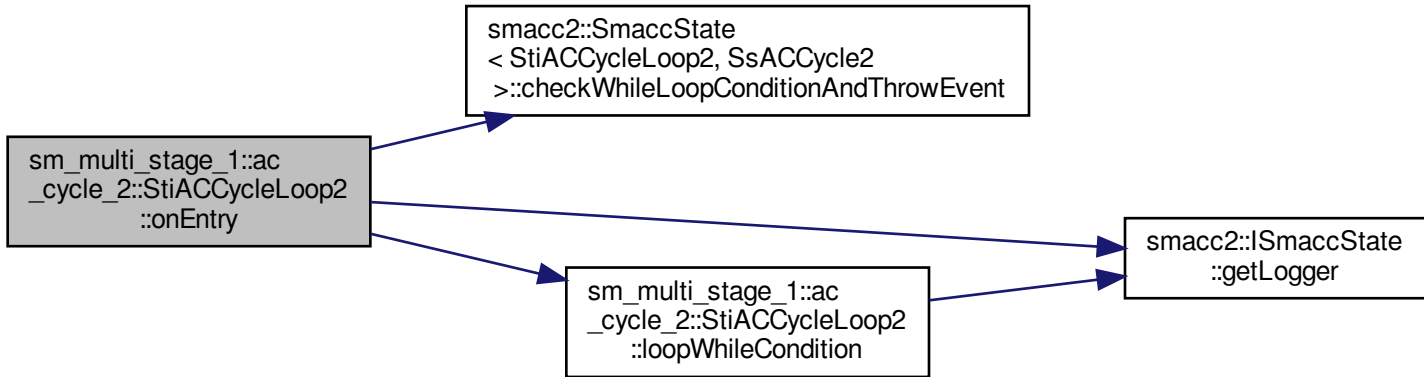 smacc2::SmaccState
< StiACCycleLoop2, SsACCycle2
>::checkWhileLoopConditionAndThrowEvent
sm_multi_stage_1::ac
_cycle_2::StiACCycleLoop2
::onEntry
smacc2::ISmaccState
::getLogger
sm_multi_stage_1::ac
_cycle_2::StiACCycleLoop2
::loopWhileCondition